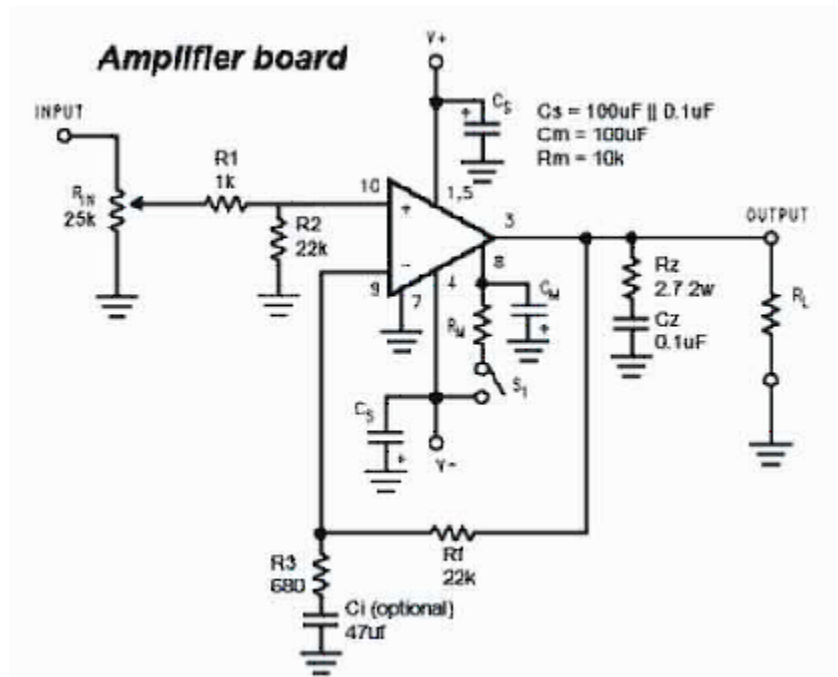 Amplifier board
V+
INPUT
Cs
Cs = 100uF || 0.1uF
Cm = 100uF
Rm = 10k
R1
1k
RIN
25k
10
1,5
+
R2
22k
3
OUTPUT
-
8
9
7
4
Rz
2.7 2w
CM
RM
RL
Cz
0.1uF
S1
CS
V-
R3
680
Rf
22k
Ci (optional)
47uf